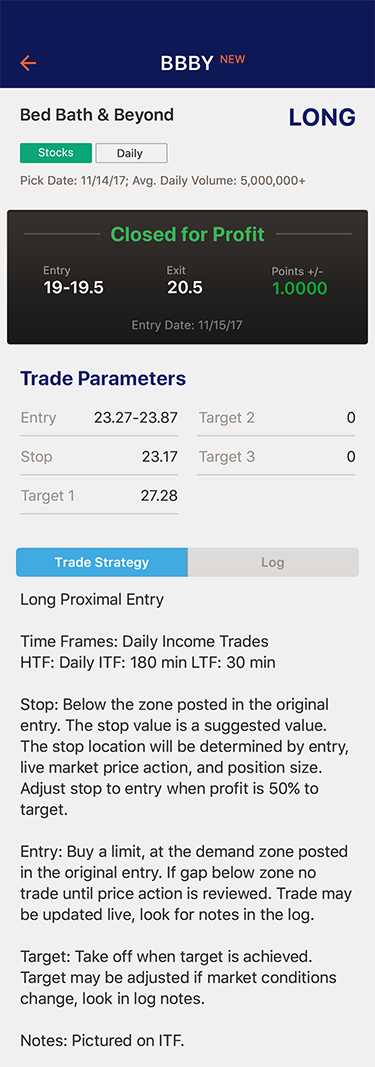 BBBY NEW
Bed Bath & Beyond LONG
Stocks Daily
Pick Date: 11/14/17; Avg. Daily Volume: 5,000,000+
Closed for Profit
Entry Exit Points +/-
19-19.5 20.5 1.0000
Entry Date: 11/15/17
Trade Parameters
Entry 23.27-23.87 Target 2 0
Stop 23.17 Target 3 0
Target 1 27.28
Trade Strategy Log
Long Proximal Entry
Time Frames: Daily Income Trades
HTF: Daily ITF: 180 min LTF: 30 min
Stop: Below the zone posted in the original
entry. The stop value is a suggested value.
The stop location will be determined by entry,
live market price action, and position size.
Adjust stop to entry when profit is 50% to
target.
Entry: Buy a limit, at the demand zone posted
in the original entry. If gap below zone no
trade until price action is reviewed. Trade may
be updated live, look for notes in the log.
Target: Take off when target is achieved.
Target may be adjusted if market conditions
change, look in log notes.
Notes: Pictured on ITF.